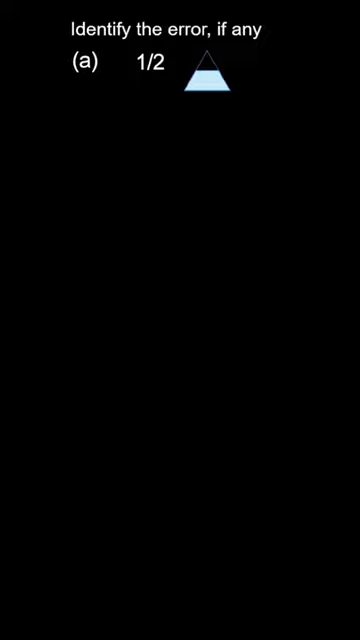 Identify the error, if any
(a) 1/2